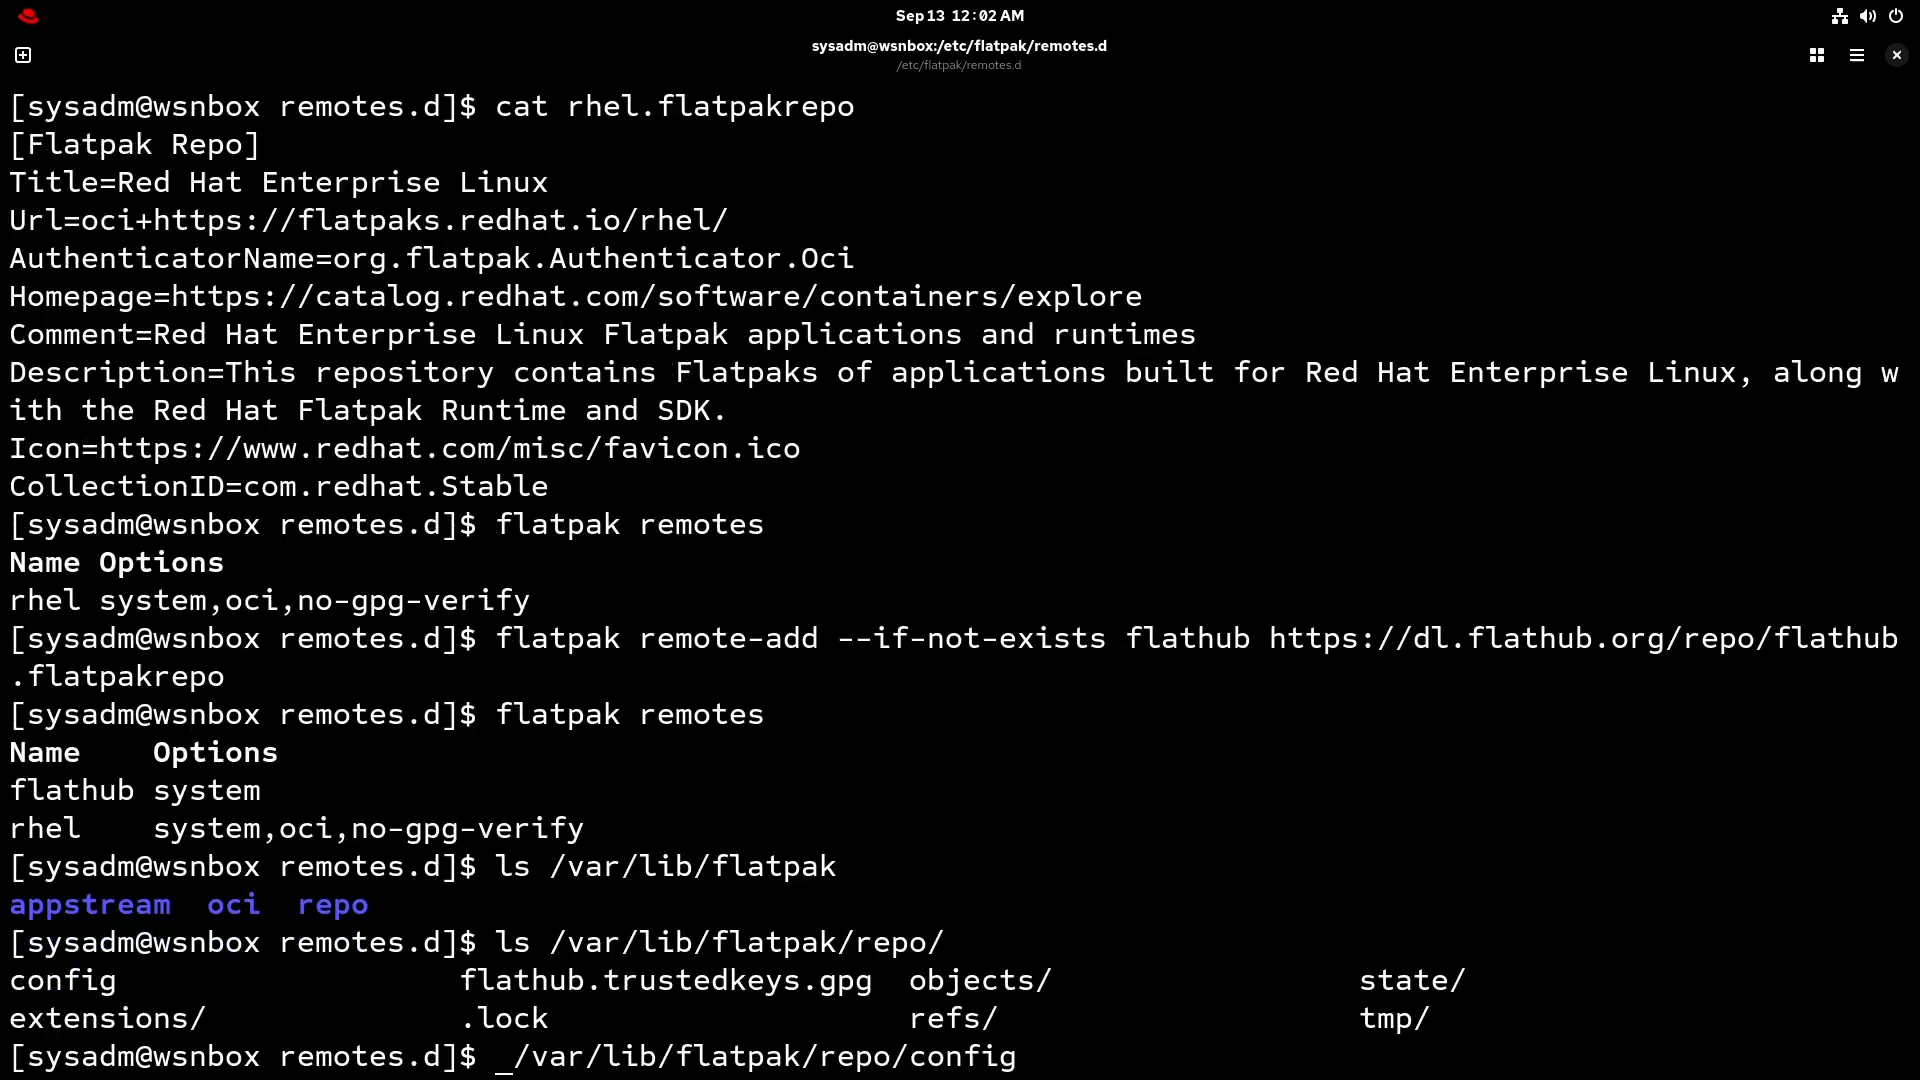 Sep 13 12:02 AM
sysadm@wsnbox:/etc/flatpak/remotes.d
/etc/flatpak/remotes.d
[sysadm@wsnbox remotes.d]$ cat rhel.flatpakrepo
[Flatpak Repo]
Title=Red Hat Enterprise Linux
Url=oci+https://flatpaks.redhat.io/rhel/
AuthenticatorName=org.flatpak.Authenticator.Oci
Homepage=https://catalog.redhat.com/software/containers/explore
Comment=Red Hat Enterprise Linux Flatpak applications and runtimes
Description=This repository contains Flatpaks of applications built for Red Hat Enterprise Linux, along w
ith the Red Hat Flatpak Runtime and SDK.
Icon=https://www.redhat.com/misc/favicon.ico
CollectionID=com.redhat.Stable
[sysadm@wsnbox remotes.d]$ flatpak remotes
Name Options
rhel system,oci,no-gpg-verify
[sysadm@wsnbox remotes.d]$ flatpak remote-add --if-not-exists flathub https://dl.flathub.org/repo/flathub
.flatpakrepo
[sysadm@wsnbox remotes.d]$ flatpak remotes
Name    Options
flathub system
rhel    system,oci,no-gpg-verify
[sysadm@wsnbox remotes.d]$ ls /var/lib/flatpak
appstream  oci  repo
[sysadm@wsnbox remotes.d]$ ls /var/lib/flatpak/repo/
config                   flathub.trustedkeys.gpg  objects/                 state/
extensions/              .lock                    refs/                    tmp/
[sysadm@wsnbox remotes.d]$ _/var/lib/flatpak/repo/config